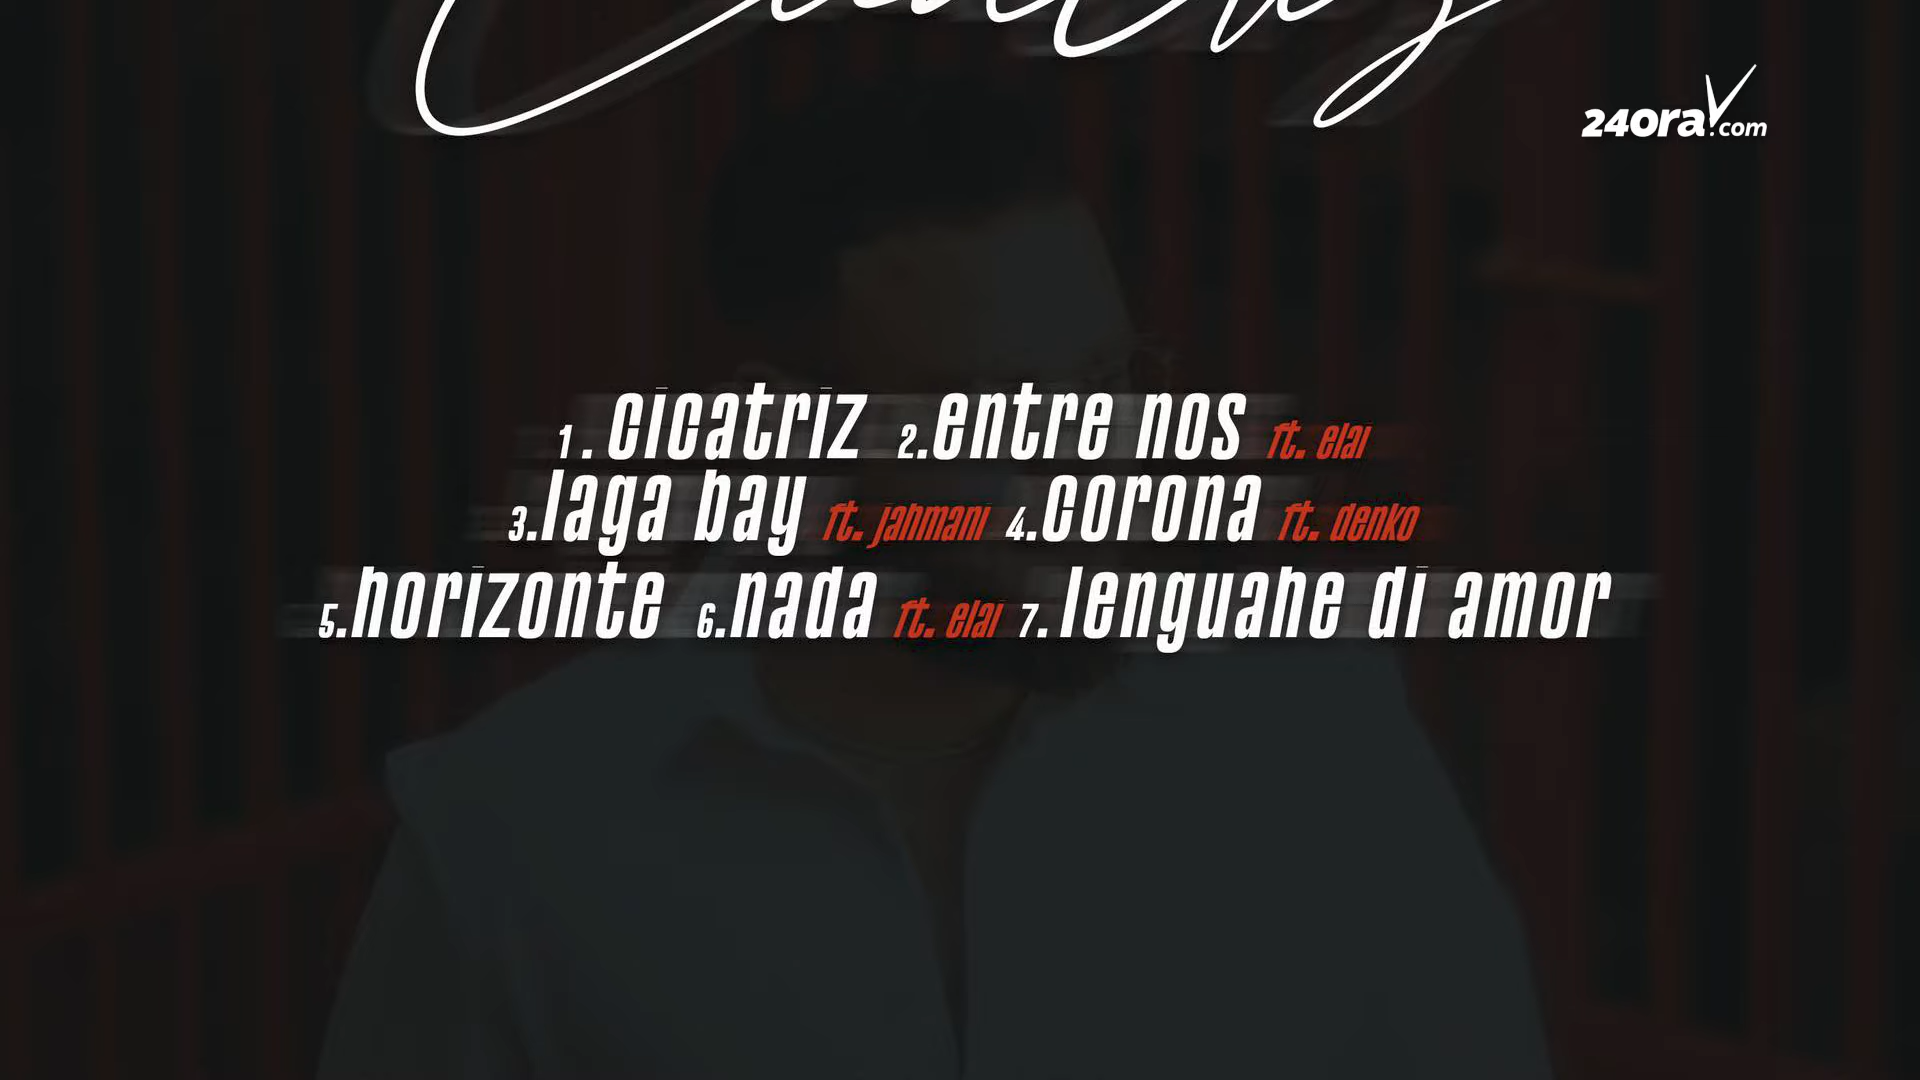 24ora.com
1. cicatriz 2. entre nos ft. elai
3. laga bay ft. jahmani 4. corona ft. denko
5. horizonte 6. nada ft. elai 7. lenguahe di amor